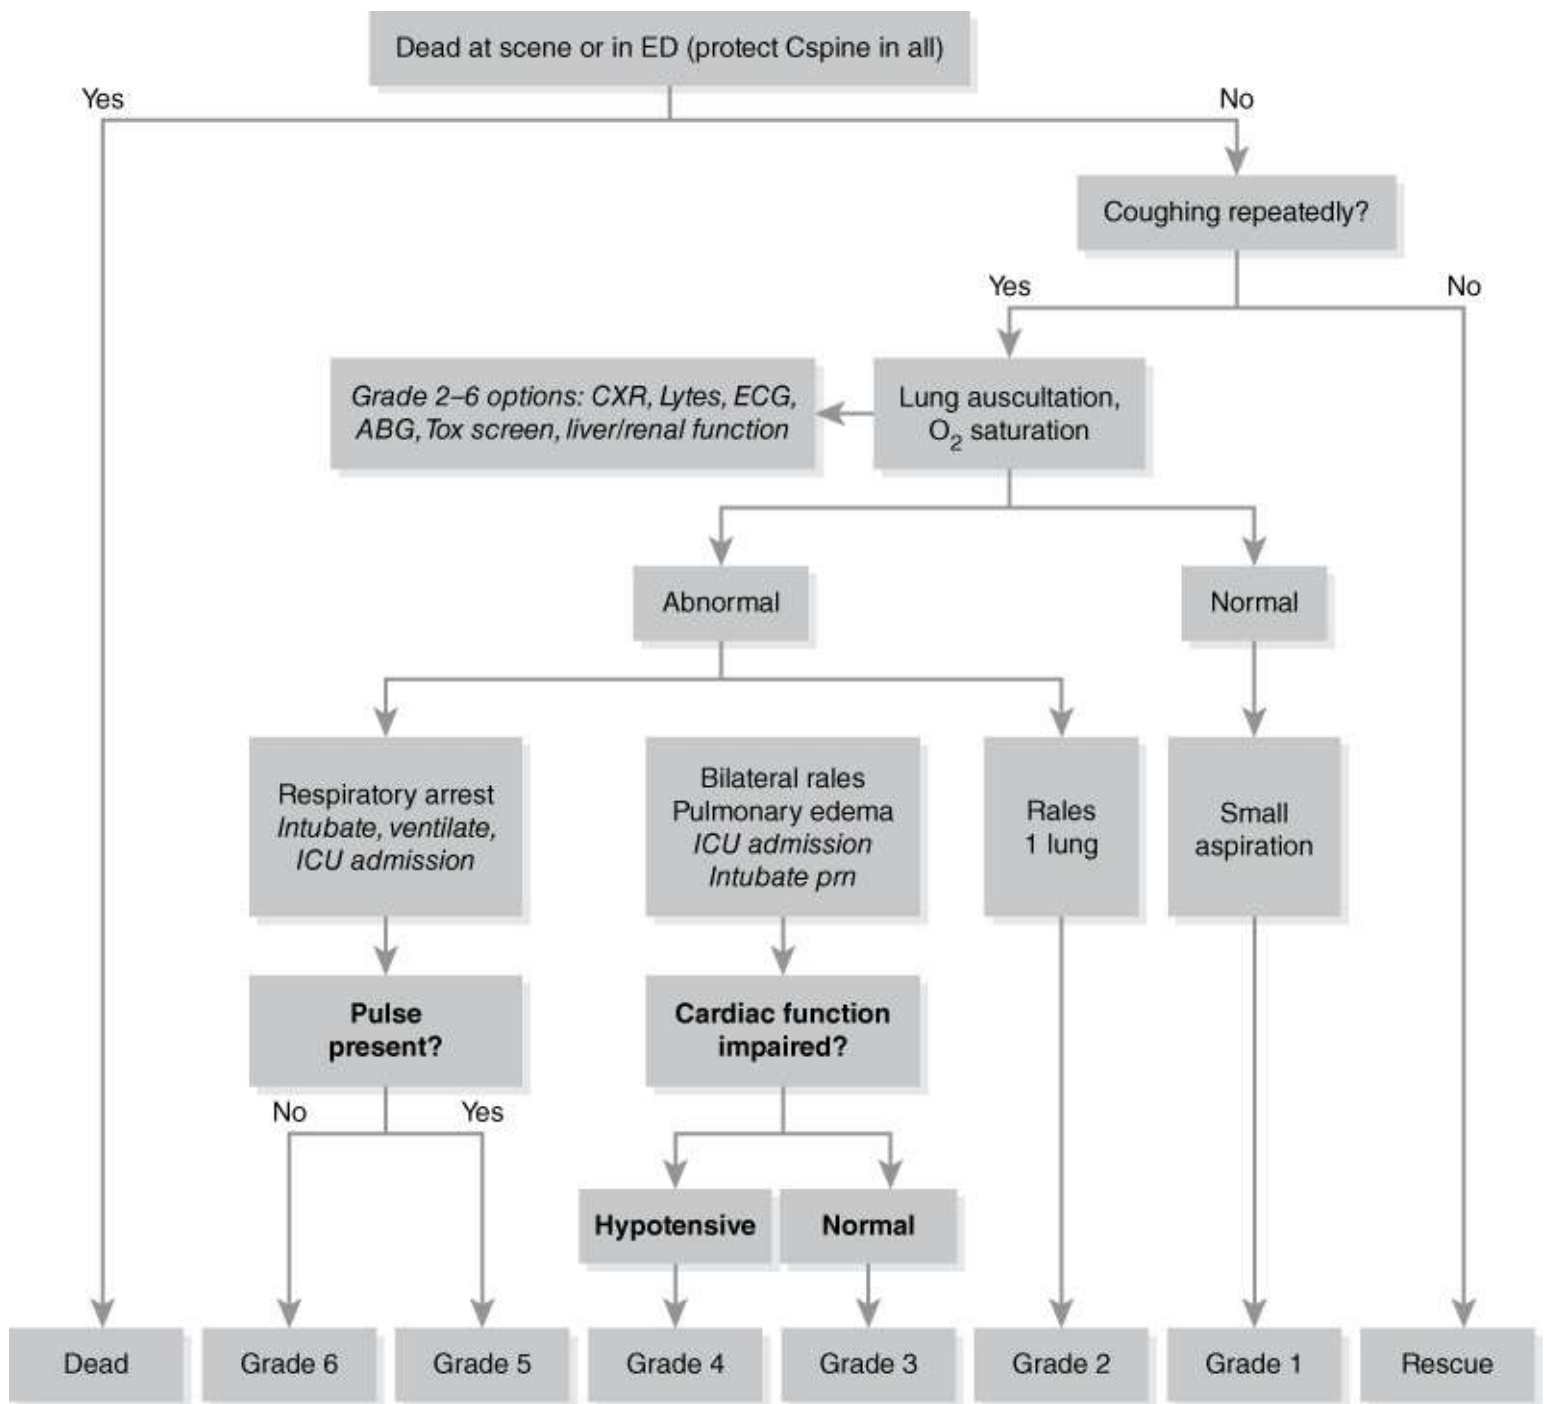 Dead at scene or in ED (protect Cspine in all)
Yes
No
Coughing repeatedly?
Yes
No
Grade 2–6 options: CXR, Lytes, ECG,
ABG, Tox screen, liver/renal function
Lung auscultation,
O2 saturation
Abnormal
Normal
Respiratory arrest
Intubate, ventilate,
ICU admission
Bilateral rales
Pulmonary edema
ICU admission
Intubate prn
Rales
1 lung
Small
aspiration
Pulse
present?
Cardiac function
impaired?
No
Yes
Hypotensive
Normal
Dead
Grade 6
Grade 5
Grade 4
Grade 3
Grade 2
Grade 1
Rescue